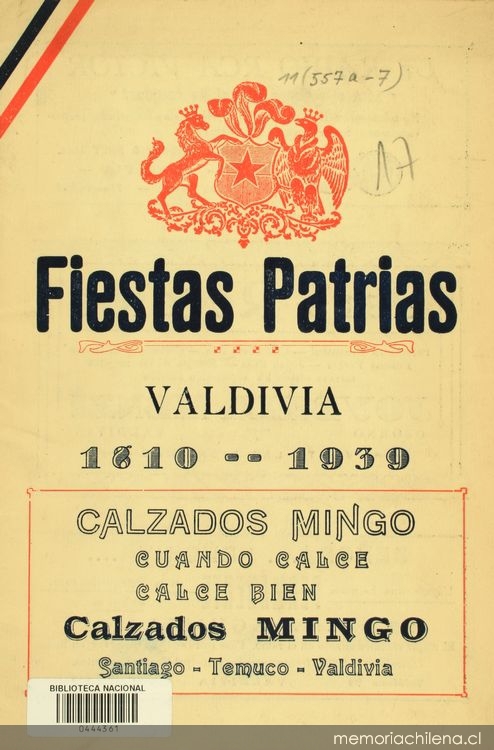 11(557a-7)
17
Fiestas Patrias
VALDIVIA
1810 -- 1939
CALZADOS MINGO
CUANDO CALCE
CALCE BIEN
Calzados MINGO
Santiago - Temuco - Valdivia
BIBLIOTECA NACIONAL
0444361
memoriachilena.cl